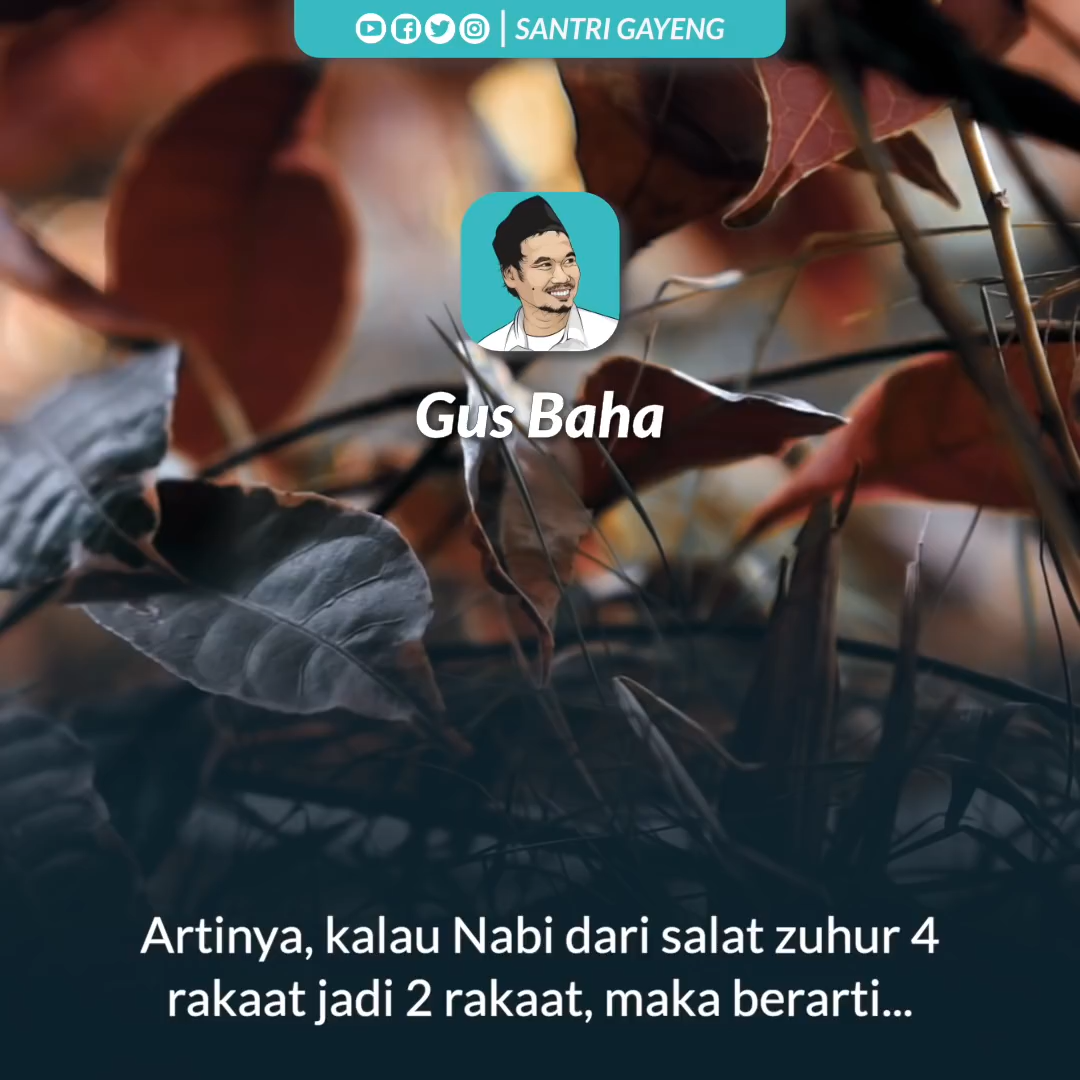 | SANTRI GAYENG
Gus Baha
Artinya, kalau Nabi dari salat zuhur 4
rakaat jadi 2 rakaat, maka berarti...